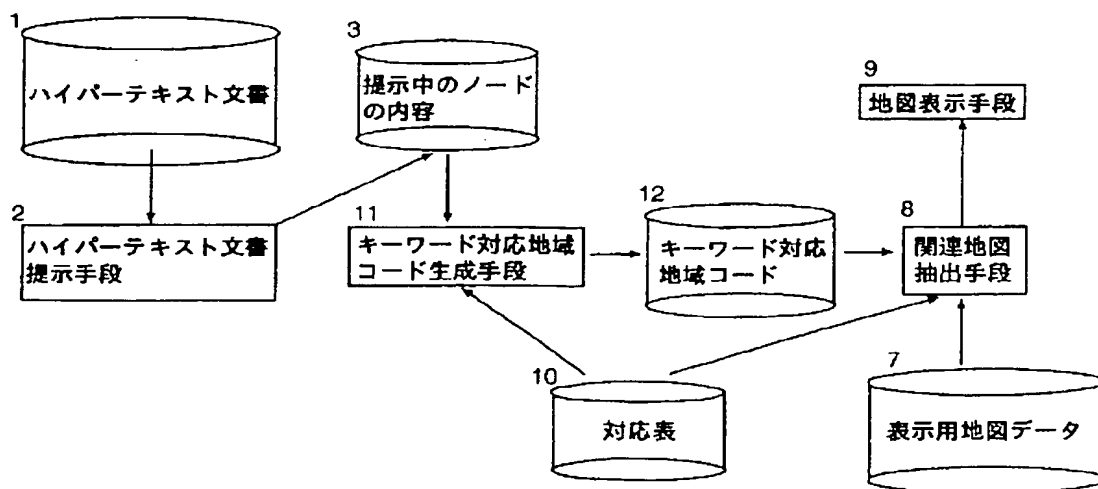 1
ハイパーテキスト文書
2
ハイパーテキスト文書
提示手段
3
提示中のノード
の内容
11
キーワード対応地域
コード生成手段
12
キーワード対応
地域コード
10
対応表
9
地図表示手段
8
関連地図
抽出手段
7
表示用地図データ